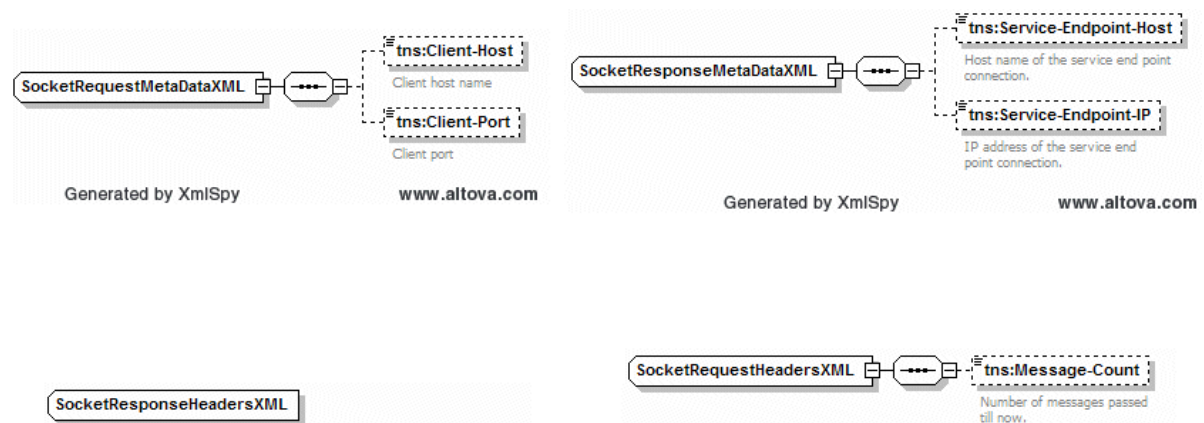 tns:Client-Host
SocketRequestMetaDataXML
Client host name
tns:Client-Port
Client port
Generated by XmlSpy
www.altova.com
tns:Service-Endpoint-Host
Host name of the service end point
connection.
SocketResponseMetaDataXML
tns:Service-Endpoint-IP
IP address of the service end
point connection.
Generated by XmlSpy
www.altova.com
SocketResponseHeadersXML
SocketRequestHeadersXML
tns:Message-Count
Number of messages passed
till now.